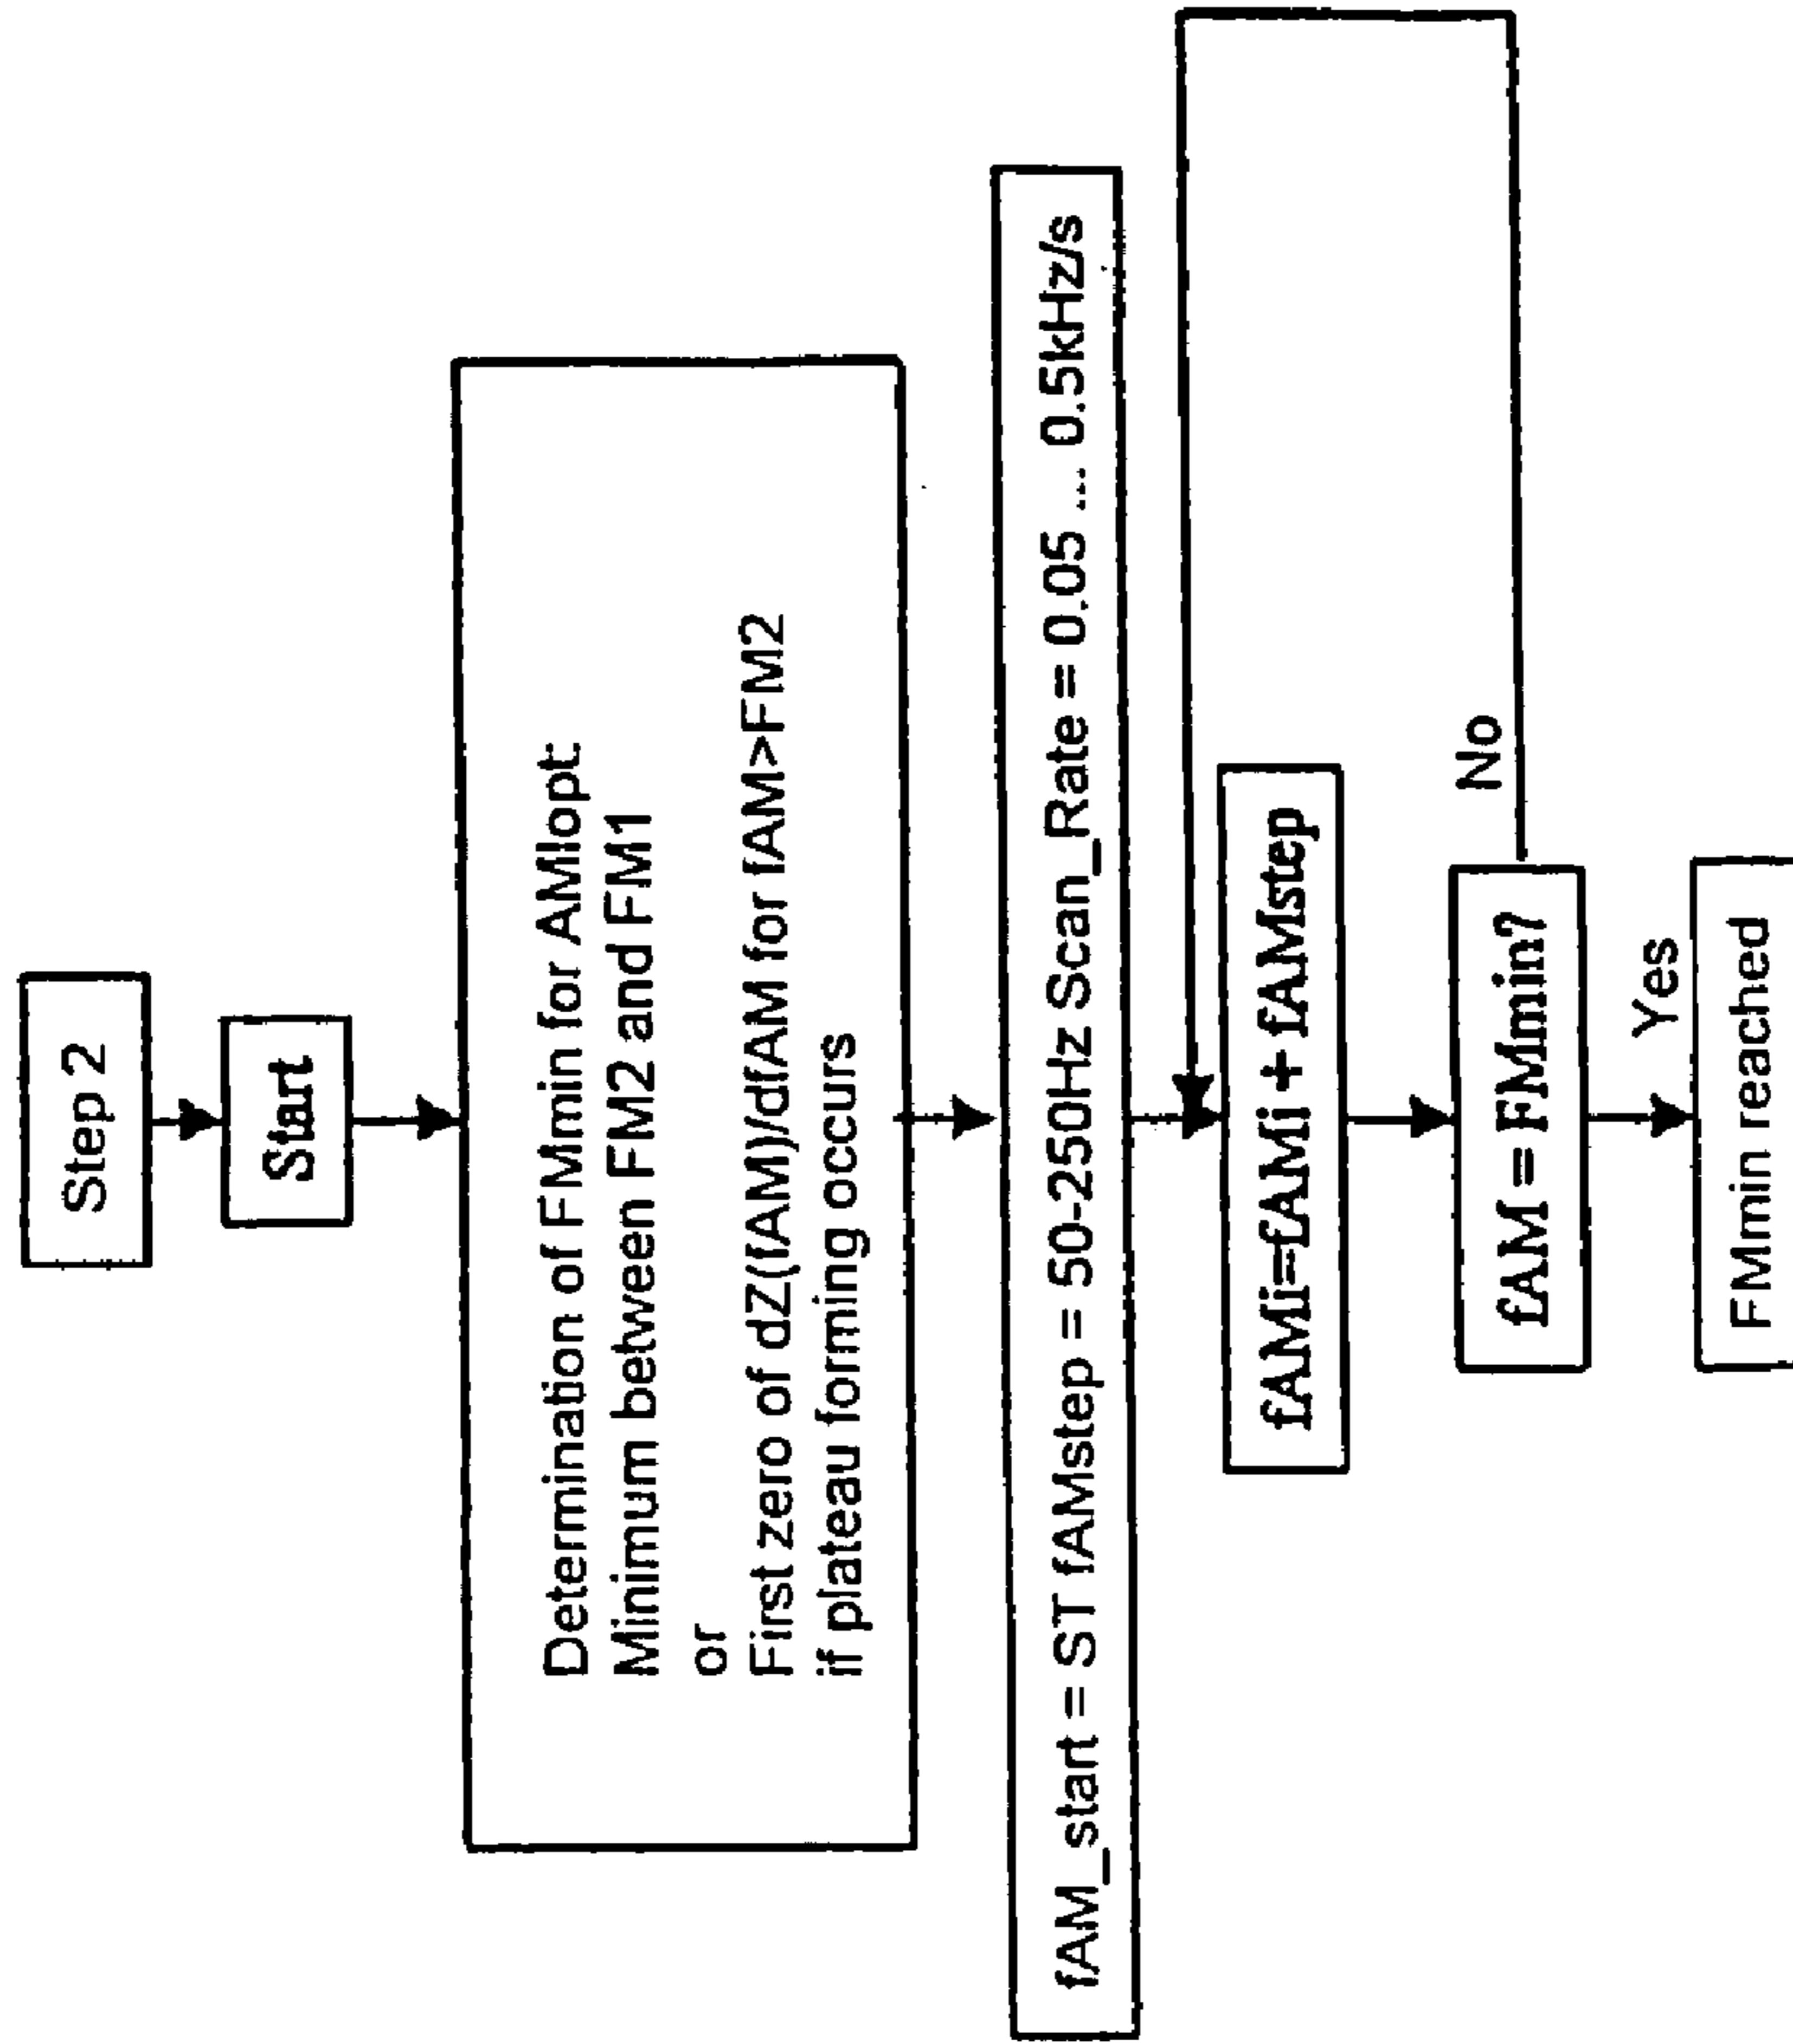 Step 2
Start
Determination of FMmin for AMIopt:
Minimum between FM2 and FM1
or
First zero of dZ(fAM)/dfAM for fAM>FM2
if plateau forming occurs
fAM_start = ST fAMstep = 50-250Hz Scan_Rate = 0.05 ... 0.5kHz/s
fAMi=fAMi + fAMstep
fAM = FMmin?
No
Yes
FMmin reached